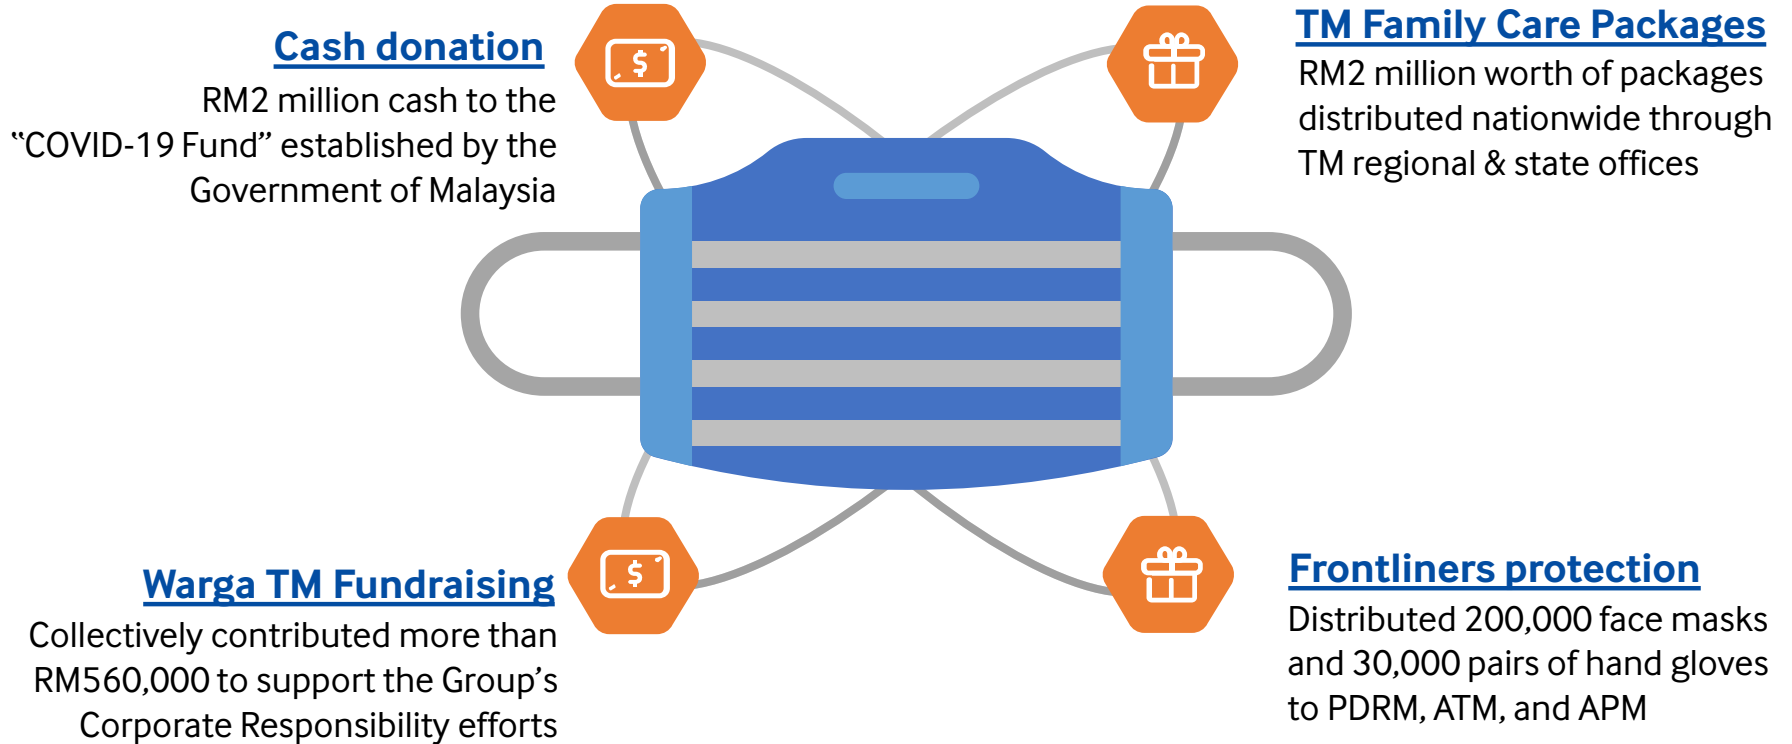 Cash donation
RM2 million cash to the
“COVID-19 Fund” established by the
Government of Malaysia
TM Family Care Packages
RM2 million worth of packages
distributed nationwide through
TM regional & state offices
Warga TM Fundraising
Collectively contributed more than
RM560,000 to support the Group’s
Corporate Responsibility efforts
Frontliners protection
Distributed 200,000 face masks
and 30,000 pairs of hand gloves
to PDRM, ATM, and APM